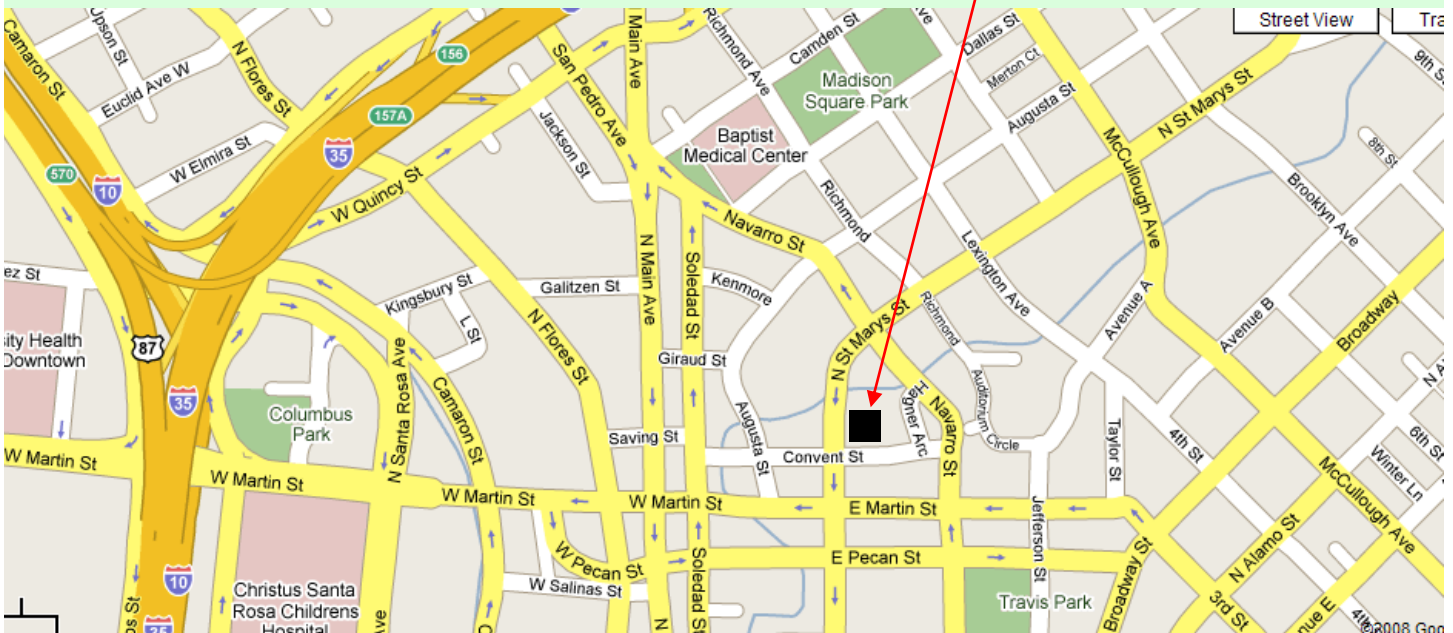 Street View
Tra
Camaron St
Upson St
Euclid Ave W
N Flores St
156
157A
35
570
10
W Elmira St
W Quincy St
San Pedro Ave
N Main Ave
Richmond Ave
Camden St
Madison
Square Park
Dallas St
Merton Ct
Augusta St
N St Marys St
9th S
8th St
Baptist
Medical Center
Jackson St
Richmond
Navarro St
McCullough Ave
Brooklyn Ave
Lexington Ave
ez St
Kingsbury St
L St
Galitzen St
N Main Ave
Soledad St
Kenmore
N St Marys St
Richmond
Avenue A
Avenue B
Broadway
sity Health
Downtown
87
35
N Santa Rosa Ave
Camaron St
N Flores St
Giraud St
Augusta St
Hagner Arc
Navarro St
Auditorium Circle
Columbus
Park
Saving St
Convent St
Taylor St
4th St
6th St
Winter Ln
N A
W Martin St
W Martin St
W Martin St
W Martin St
E Martin St
McCullough Ave
Jefferson St
W Pecan St
Soledad St
E Pecan St
Broadway St
N Alamo St
W Salinas St
10
35
Christus Santa
Rosa Childrens
Hospital
Travis Park
3rd St
nue E
4th
os St
Ave
C
N
©2008 Goo